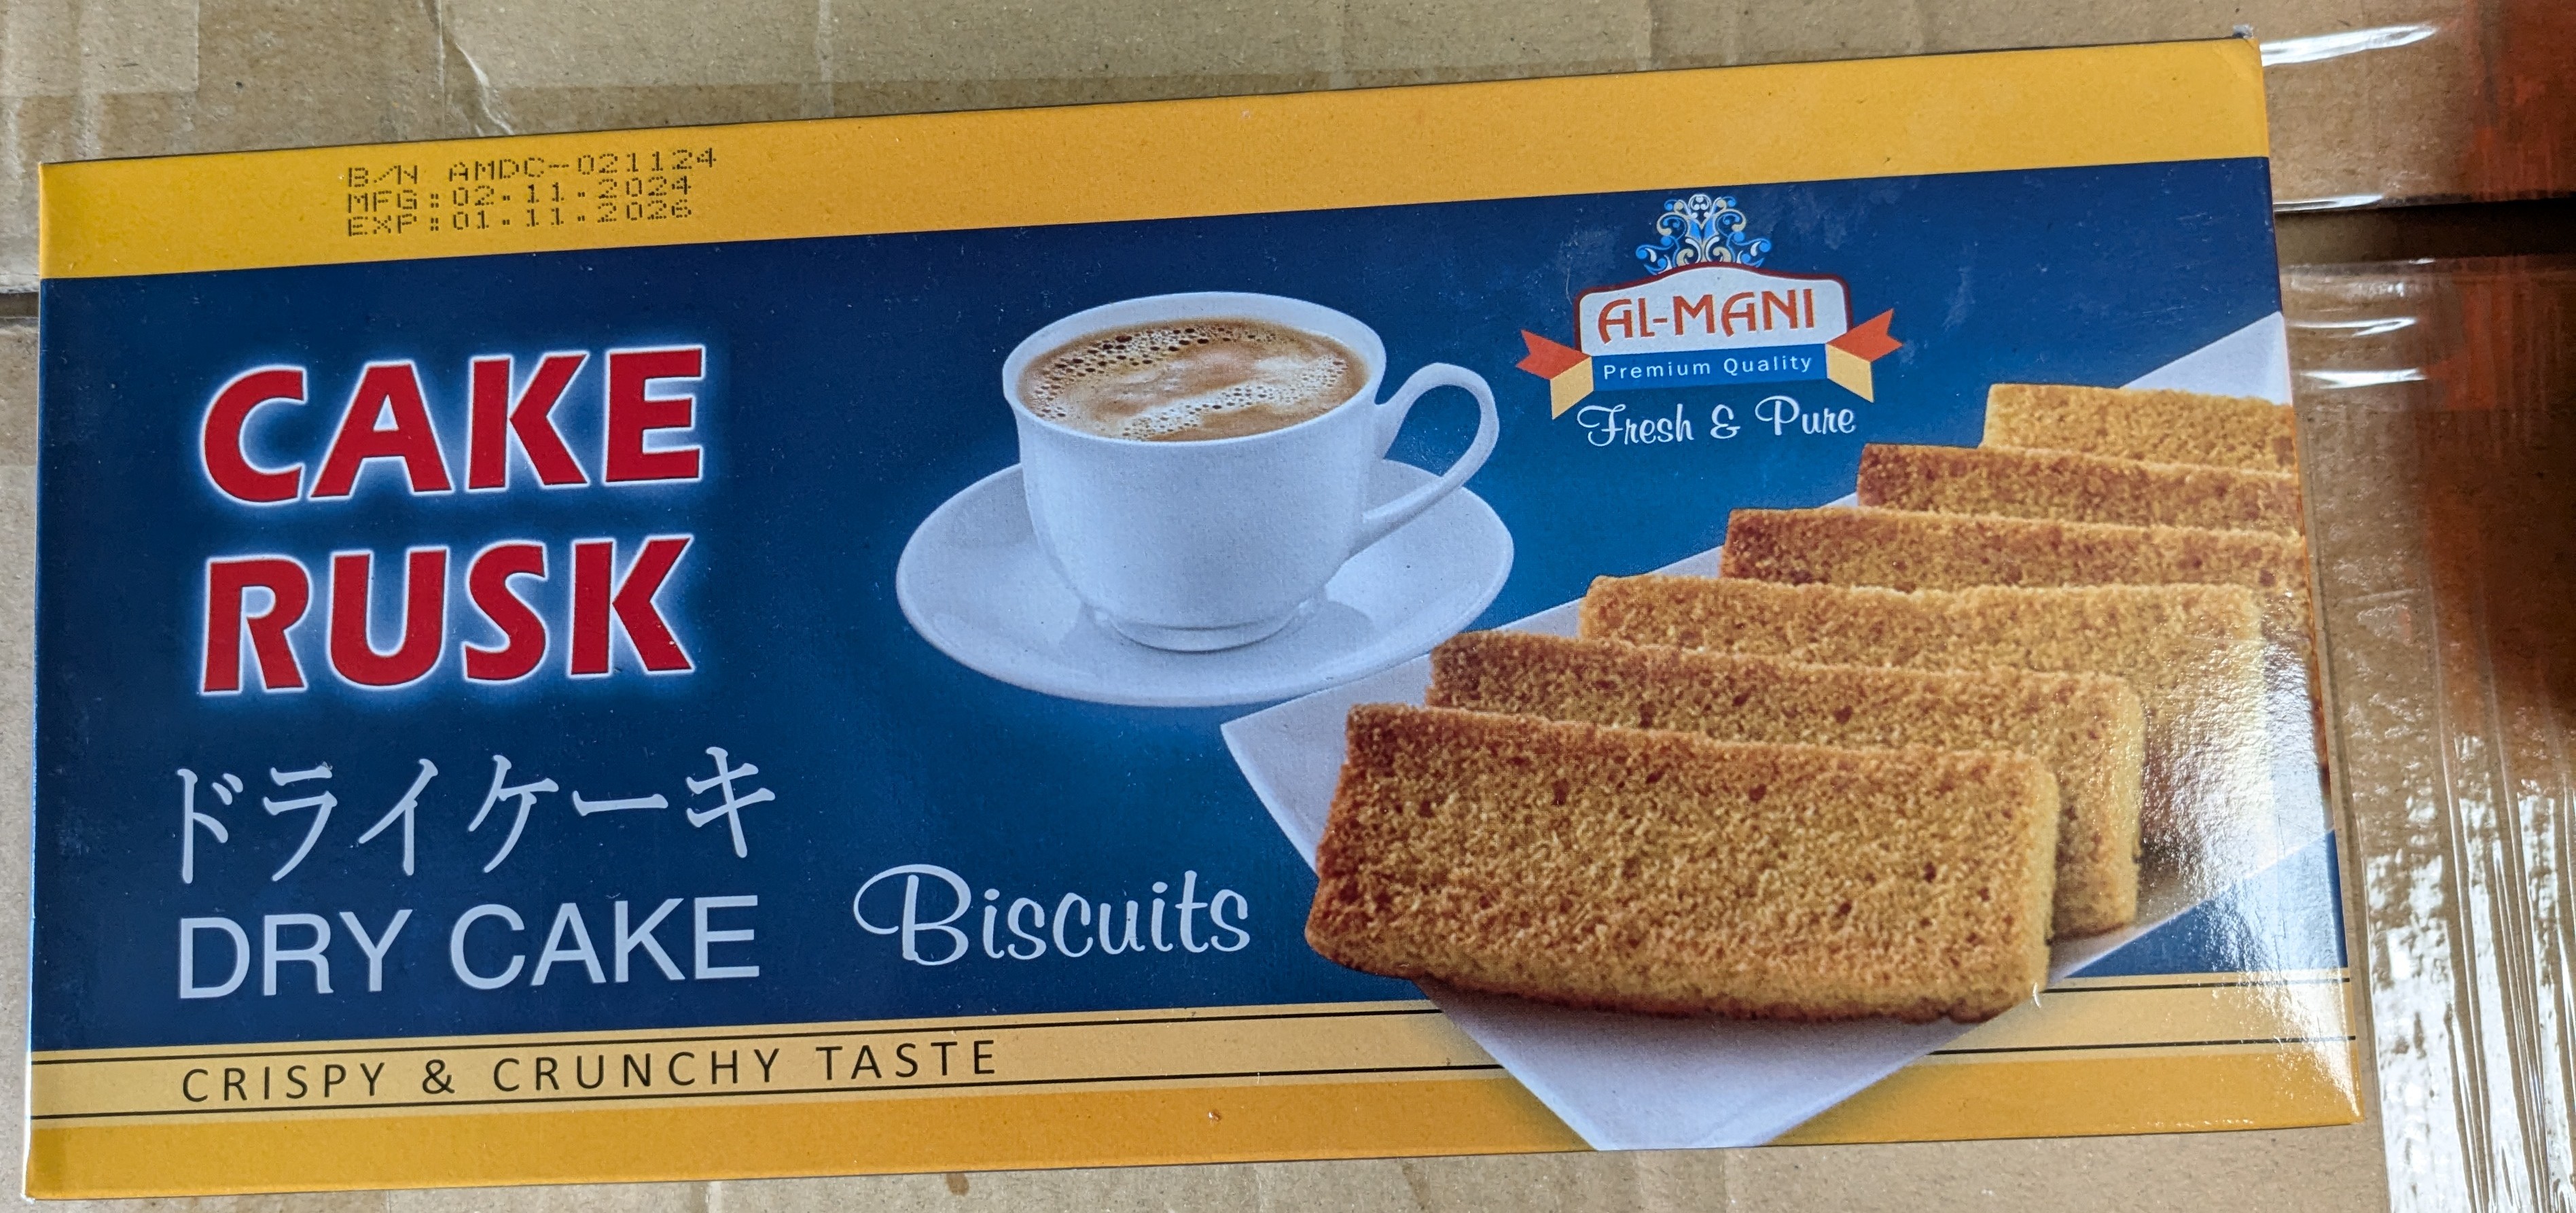 B/N AMDC-021124
MFG:02.11.2024
EXP:01.11.2026
AL-MANI
Premium Quality
Fresh & Pure
CAKE
RUSK
ドライケーキ
DRY CAKE
Biscuits
CRISPY & CRUNCHY TASTE